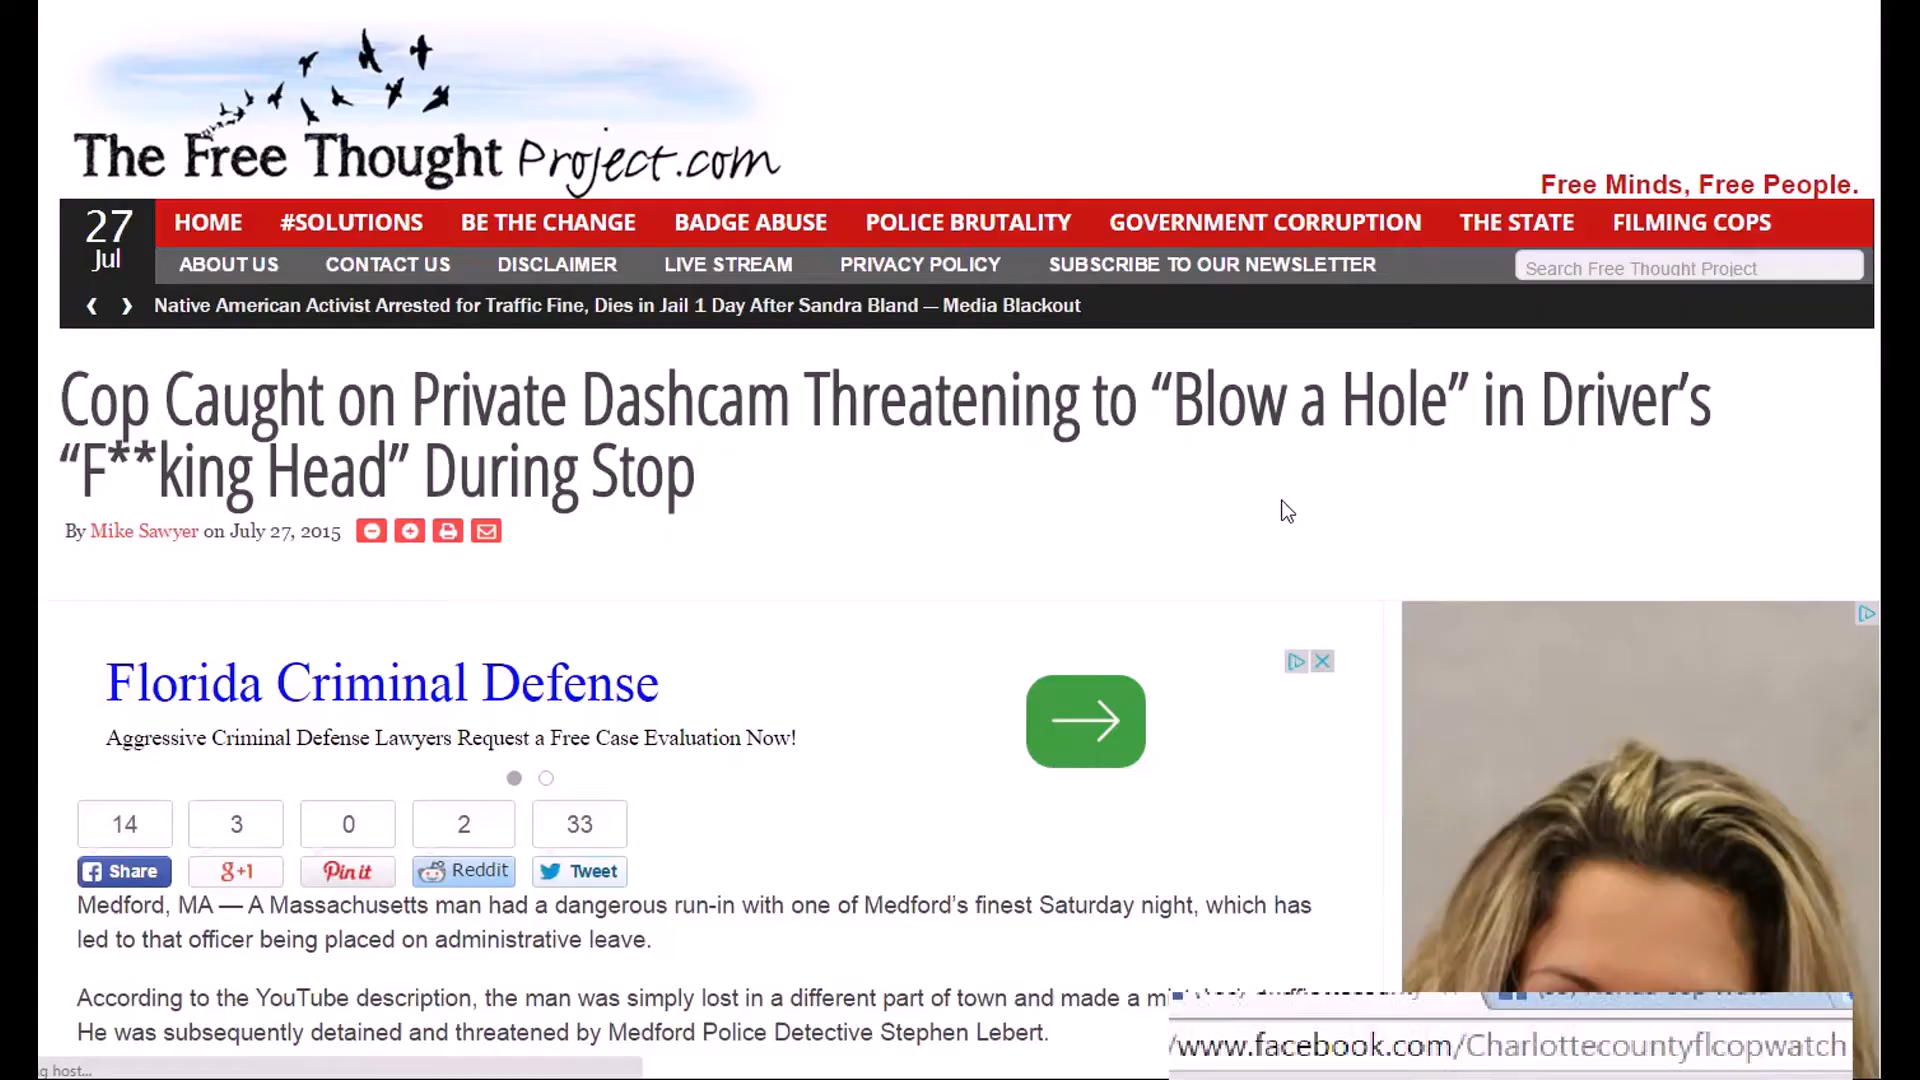 The Free Thought Project.com
Free Minds, Free People.
27
Jul
HOME #SOLUTIONS BE THE CHANGE BADGE ABUSE POLICE BRUTALITY GOVERNMENT CORRUPTION THE STATE FILMING COPS
ABOUT US CONTACT US DISCLAIMER LIVE STREAM PRIVACY POLICY SUBSCRIBE TO OUR NEWSLETTER Search Free Thought Project
Native American Activist Arrested for Traffic Fine, Dies in Jail 1 Day After Sandra Bland — Media Blackout
Cop Caught on Private Dashcam Threatening to “Blow a Hole” in Driver’s
“F**king Head” During Stop
By Mike Sawyer on July 27, 2015
Florida Criminal Defense
Aggressive Criminal Defense Lawyers Request a Free Case Evaluation Now!
14 3 0 2 33
Share g+1 Pin it Reddit Tweet
Medford, MA — A Massachusetts man had a dangerous run-in with one of Medford’s finest Saturday night, which has
led to that officer being placed on administrative leave.
According to the YouTube description, the man was simply lost in a different part of town and made a
He was subsequently detained and threatened by Medford Police Detective Stephen Lebert.
/www.facebook.com/Charlottecountyflcopwatch
g host...